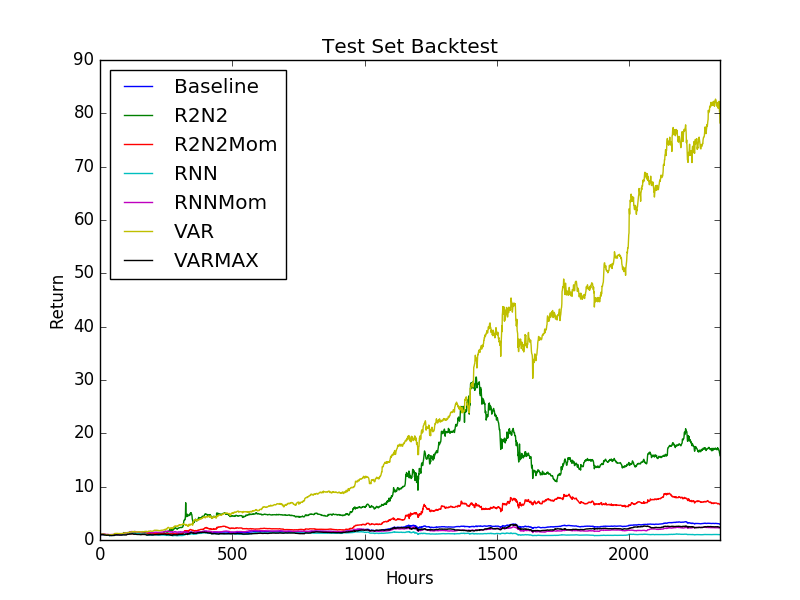 Test Set Backtest
90
80
70
60
50
40
30
20
10
0
Return
Baseline
R2N2
R2N2Mom
RNN
RNNMom
VAR
VARMAX
0 500 1000 1500 2000
Hours